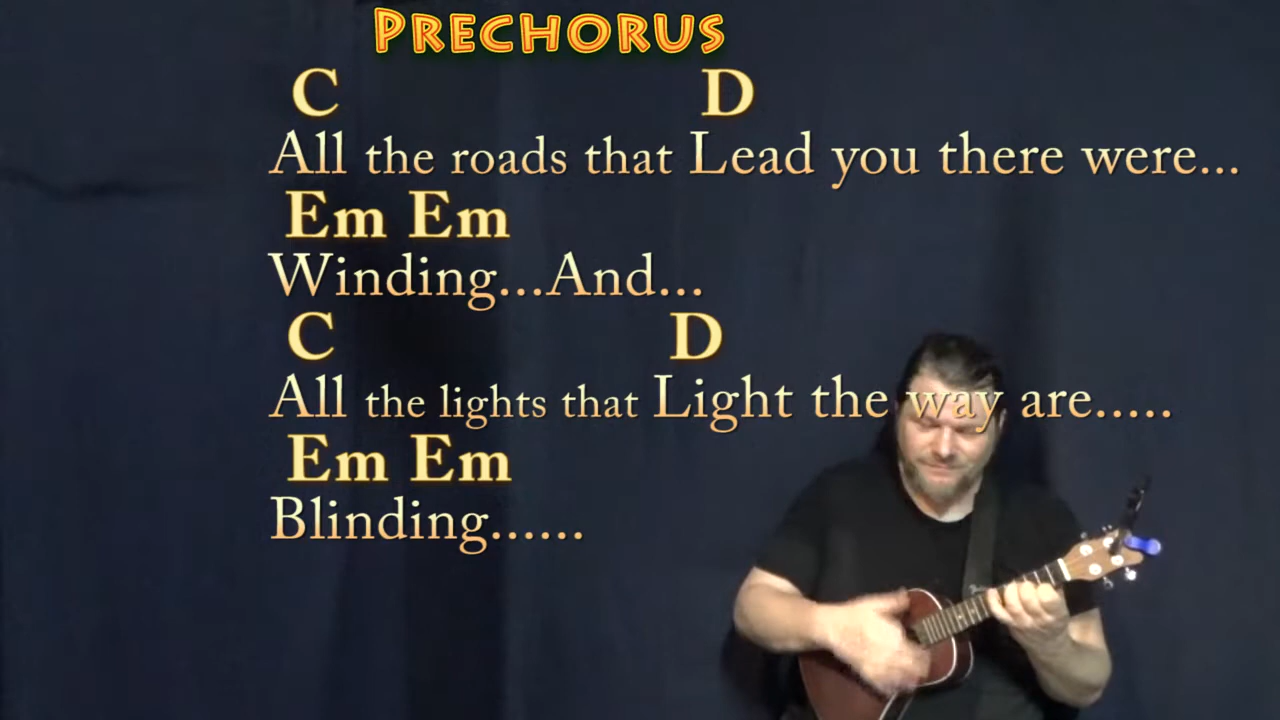 PRECHORUS
C D
All the roads that Lead you there were...
Em Em
Winding...And...
C D
All the lights that Light the way are.....
Em Em
Blinding......